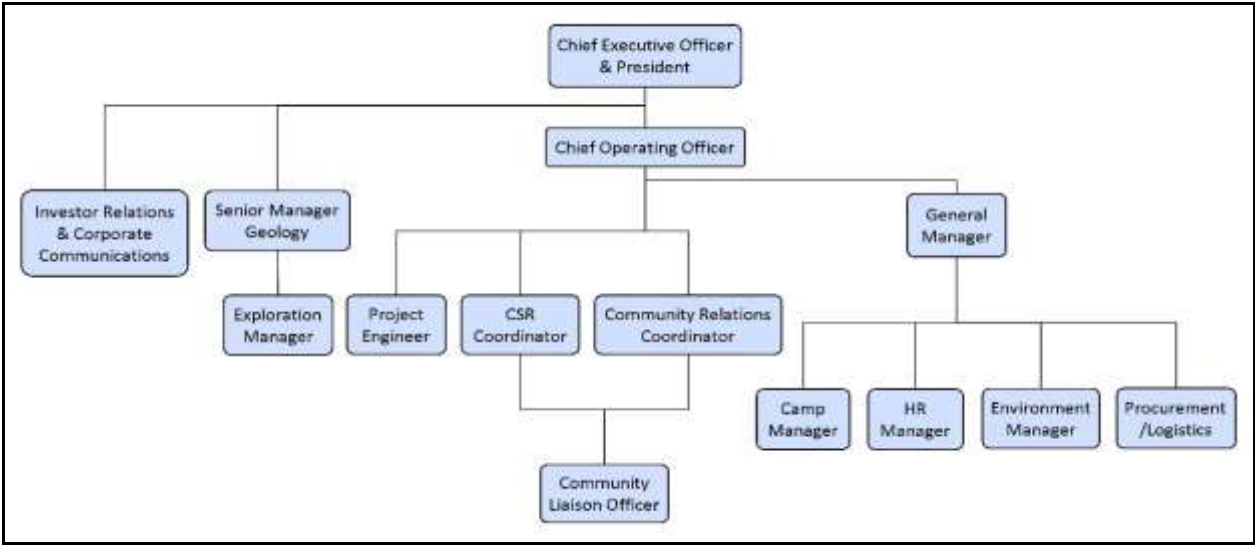 Chief Executive Officer
& President
Chief Operating Officer
Investor Relations
& Corporate
Communications
Senior Manager
Geology
General
Manager
Exploration
Manager
Project
Engineer
CSR
Coordinator
Community Relations
Coordinator
Camp
Manager
HR
Manager
Environment
Manager
Procurement
/Logistics
Community
Liaison Officer